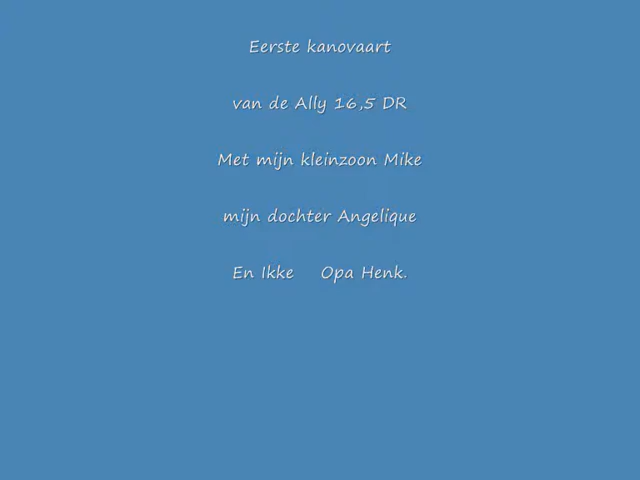 Eerste kanovaart
van de Ally 16,5 DR
Met mijn kleinzoon Mike
mijn dochter Angelique
En Ikke Opa Henk.